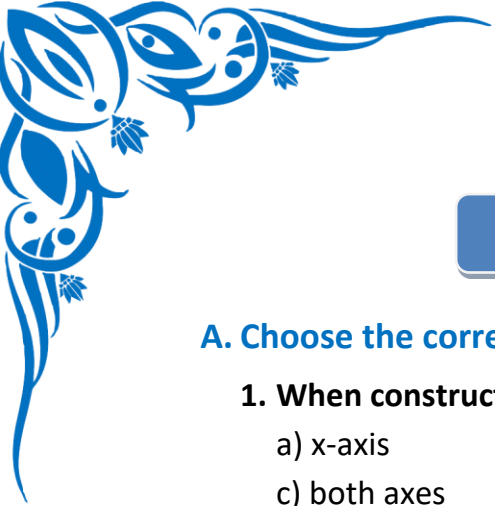 A. Choose the corre
1. When construct
a) x-axis
c) both axes